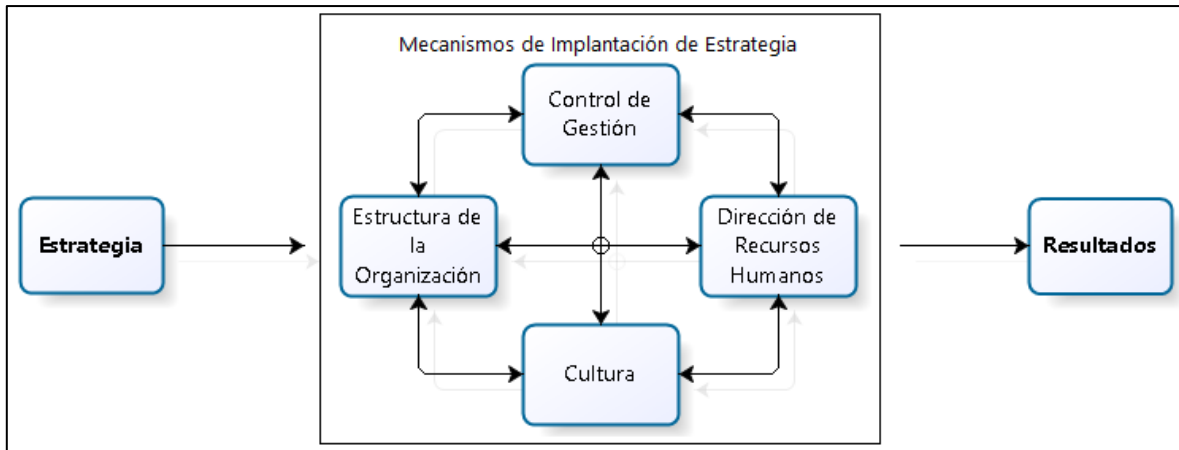 Mecanismos de Implantación de Estrategia
Control de
Gestión
Estrategia
Estructura de
la
Organización
Dirección de
Recursos
Humanos
Resultados
Cultura